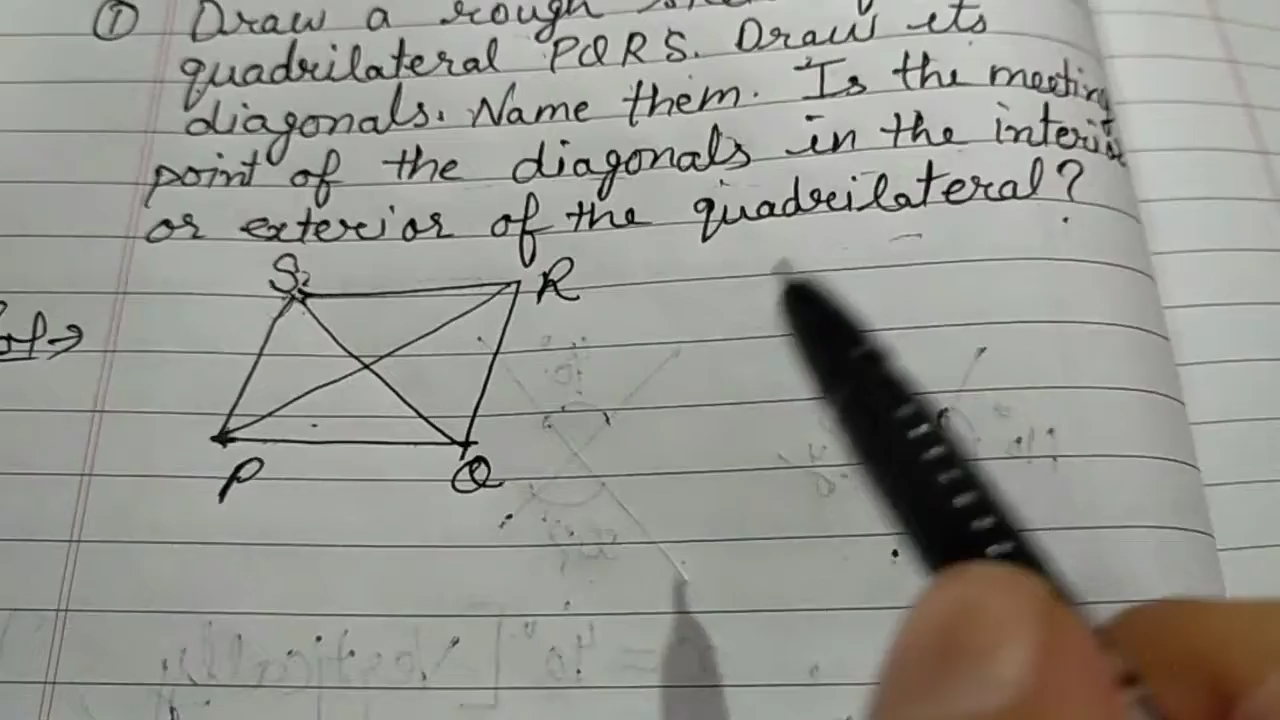 ① Draw a rough
quadrilateral PQRS. Draw its
diagonals. Name them. Is the meeting
point of the diagonals in the interior
or exterior of the quadrilateral?
S R
P Q